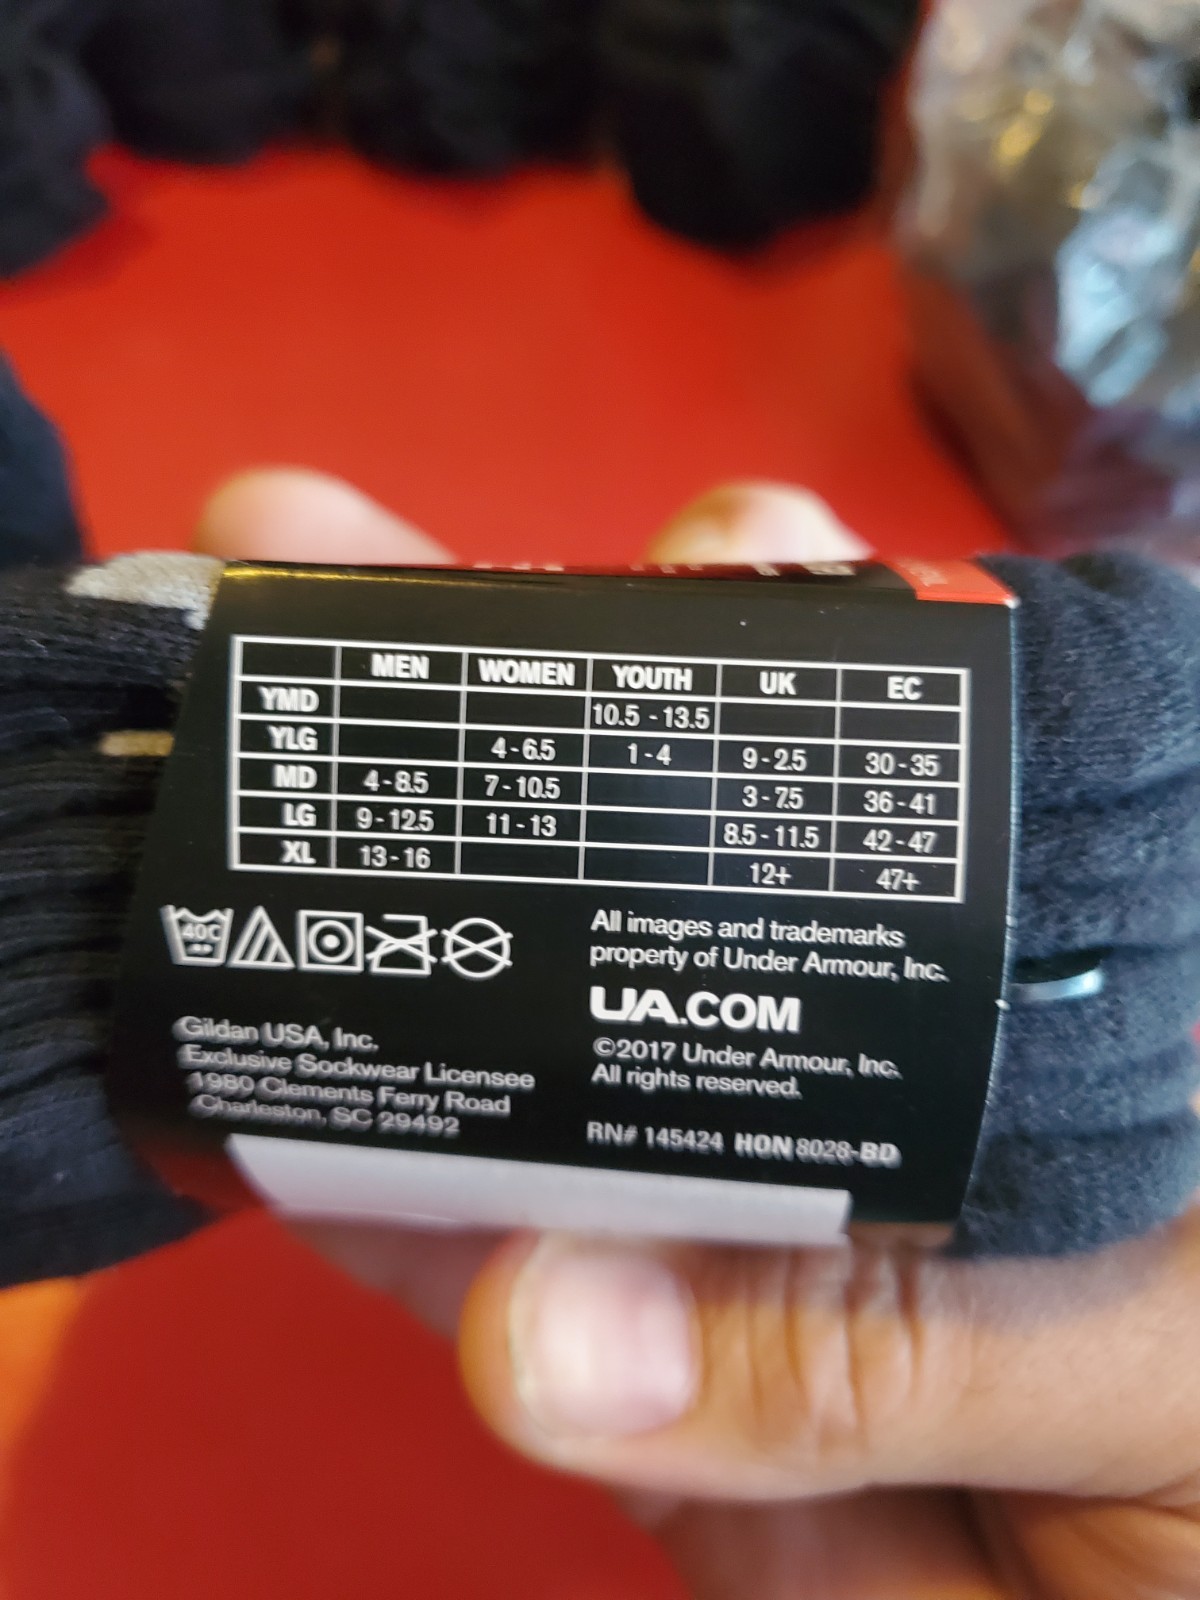 MEN WOMEN YOUTH UK EC
YMD 10.5 - 13.5
YLG 4 - 6.5 1 - 4 9 - 2.5 30 - 35
MD 4 - 8.5 7 - 10.5 3 - 7.5 36 - 41
LG 9 - 12.5 11 - 13 8.5 - 11.5 42 - 47
XL 13 - 16 12+ 47+
40C
All images and trademarks
property of Under Armour, Inc.
UA.COM
©2017 Under Armour, Inc.
All rights reserved.
Gildan USA, Inc.
Exclusive Sockwear Licensee
1980 Clements Ferry Road
Charleston, SC 29492
RN# 145424 HON 8028-BD